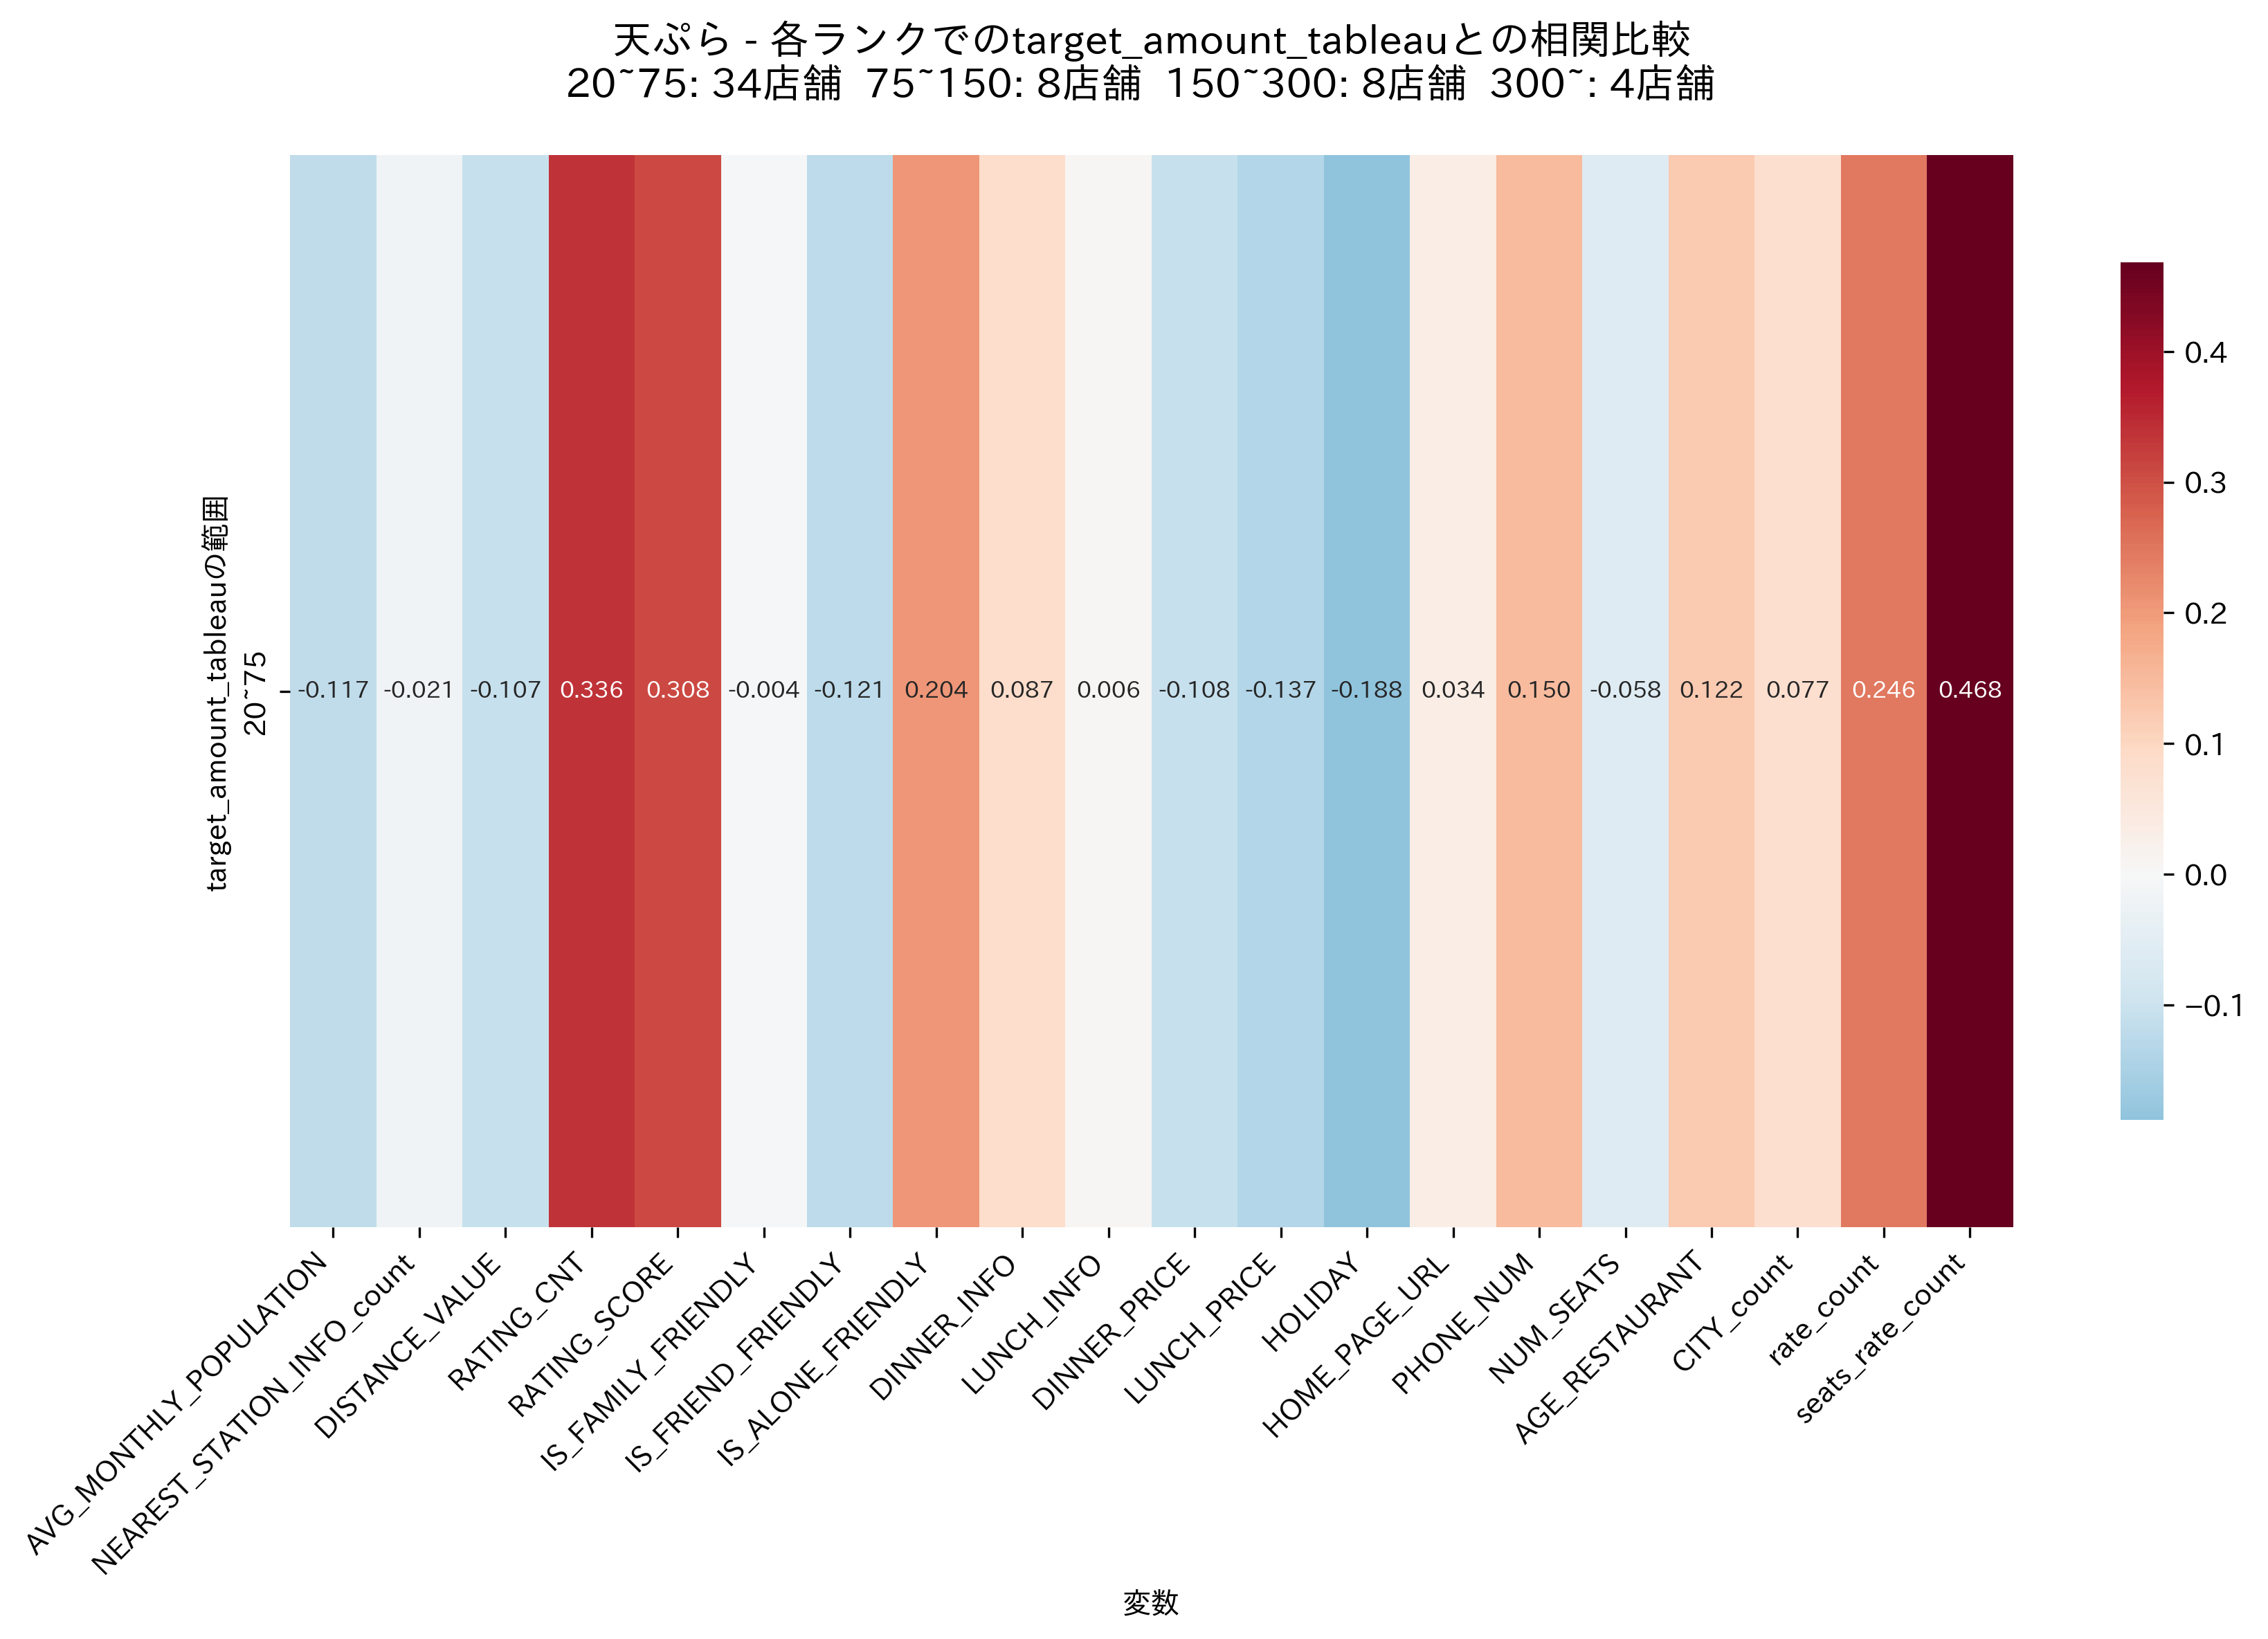 天ぷら - 各ランクでのtarget_amount_tableauとの相関比較
20~75: 34店舗  75~150: 8店舗  150~300: 8店舗  300~: 4店舗
target_amount_tableauの範囲
20~75
-0.117 -0.021 -0.107 0.336 0.308 -0.004 -0.121 0.204 0.087 0.006 -0.108 -0.137 -0.188 0.034 0.150 -0.058 0.122 0.077 0.246 0.468
AVG_MONTHLY_POPULATION
NEAREST_STATION_INFO_count
DISTANCE_VALUE
RATING_CNT
RATING_SCORE
IS_FAMILY_FRIENDLY
IS_FRIEND_FRIENDLY
IS_ALONE_FRIENDLY
DINNER_INFO
LUNCH_INFO
DINNER_PRICE
LUNCH_PRICE
HOLIDAY
HOME_PAGE_URL
PHONE_NUM
NUM_SEATS
AGE_RESTAURANT
CITY_count
rate_count
seats_rate_count
変数
0.4
0.3
0.2
0.1
0.0
−0.1